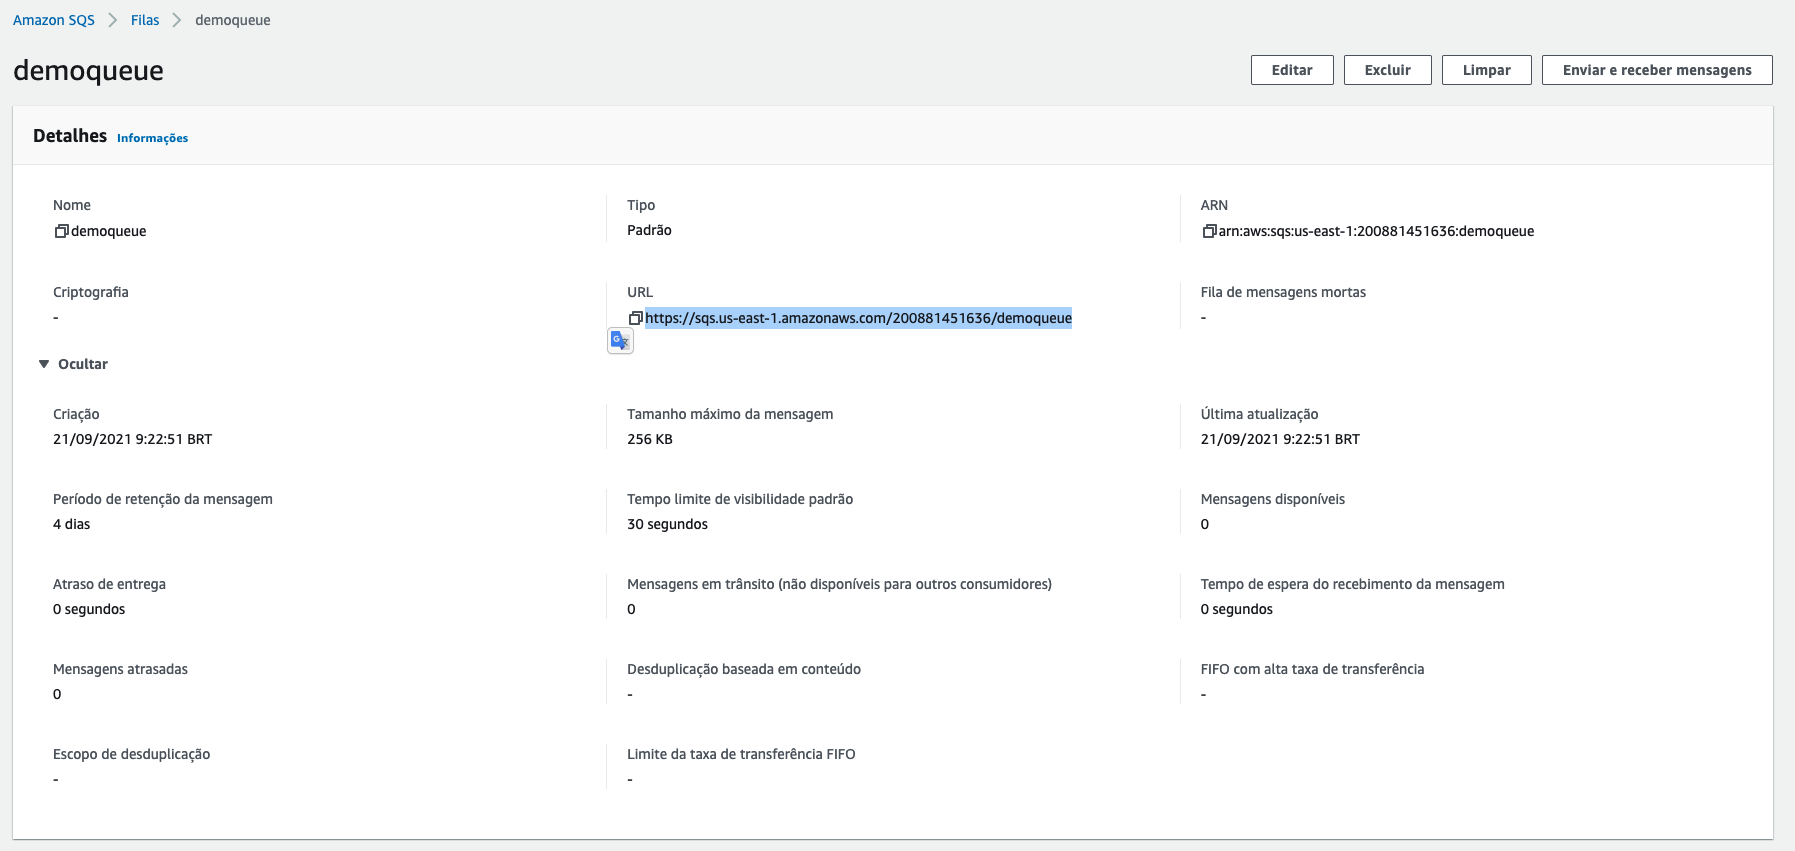 Amazon SQS > Filas > demoqueue
demoqueue
Editar Excluir Limpar Enviar e receber mensagens
Detalhes Informações
Nome
demoqueue
Tipo
Padrão
ARN
arn:aws:sqs:us-east-1:200881451636:demoqueue
Criptografia
-
URL
https://sqs.us-east-1.amazonaws.com/200881451636/demoqueue
Fila de mensagens mortas
-
Ocultar
Criação
21/09/2021 9:22:51 BRT
Tamanho máximo da mensagem
256 KB
Última atualização
21/09/2021 9:22:51 BRT
Período de retenção da mensagem
4 dias
Tempo limite de visibilidade padrão
30 segundos
Mensagens disponíveis
0
Atraso de entrega
0 segundos
Mensagens em trânsito (não disponíveis para outros consumidores)
0
Tempo de espera do recebimento da mensagem
0 segundos
Mensagens atrasadas
0
Desduplicação baseada em conteúdo
-
FIFO com alta taxa de transferência
-
Escopo de desduplicação
-
Limite da taxa de transferência FIFO
-